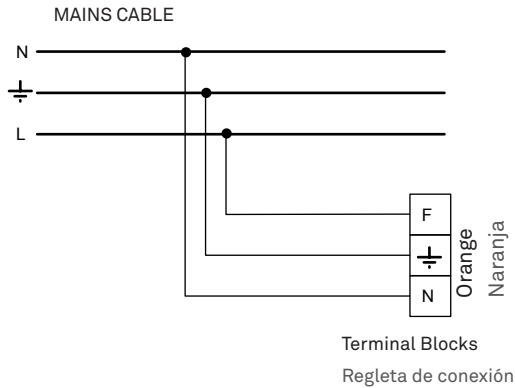 MAINS CABLE
N
L
F
N
Orange
Naranja
Terminal Blocks
Regleta de conexión